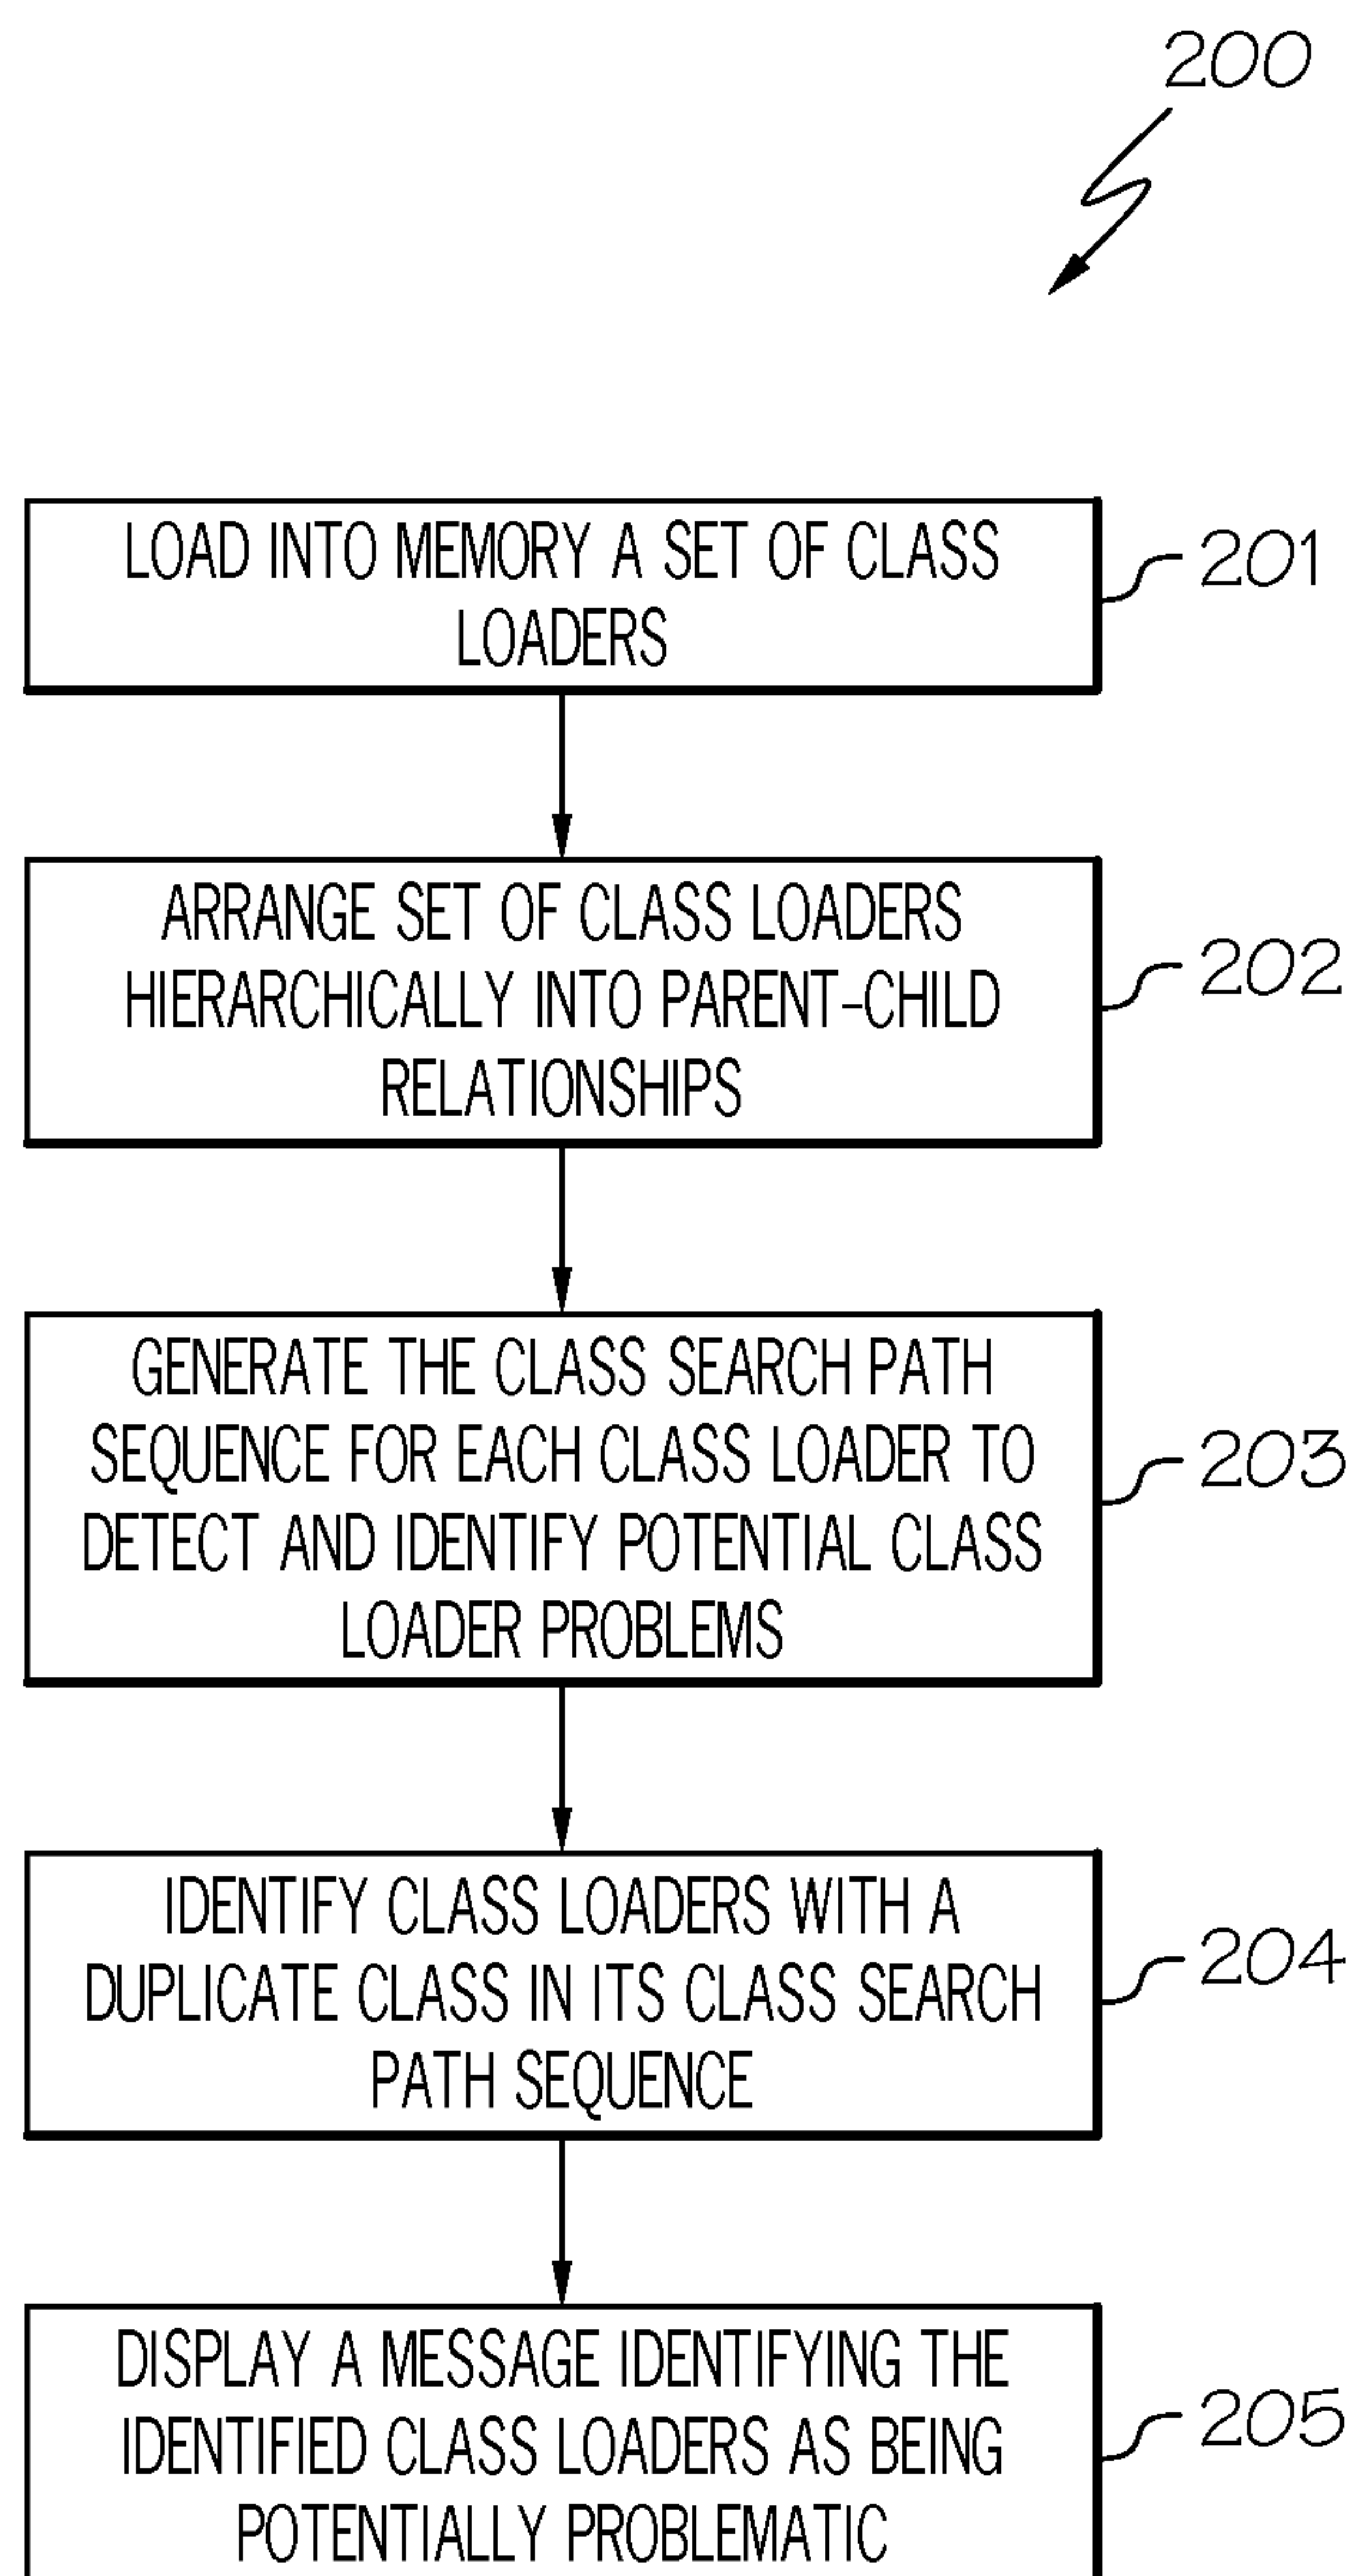 200
LOAD INTO MEMORY A SET OF CLASS
LOADERS
201
ARRANGE SET OF CLASS LOADERS
HIERARCHICALLY INTO PARENT-CHILD
RELATIONSHIPS
202
GENERATE THE CLASS SEARCH PATH
SEQUENCE FOR EACH CLASS LOADER TO
DETECT AND IDENTIFY POTENTIAL CLASS
LOADER PROBLEMS
203
IDENTIFY CLASS LOADERS WITH A
DUPLICATE CLASS IN ITS CLASS SEARCH
PATH SEQUENCE
204
DISPLAY A MESSAGE IDENTIFYING THE
IDENTIFIED CLASS LOADERS AS BEING
POTENTIALLY PROBLEMATIC
205